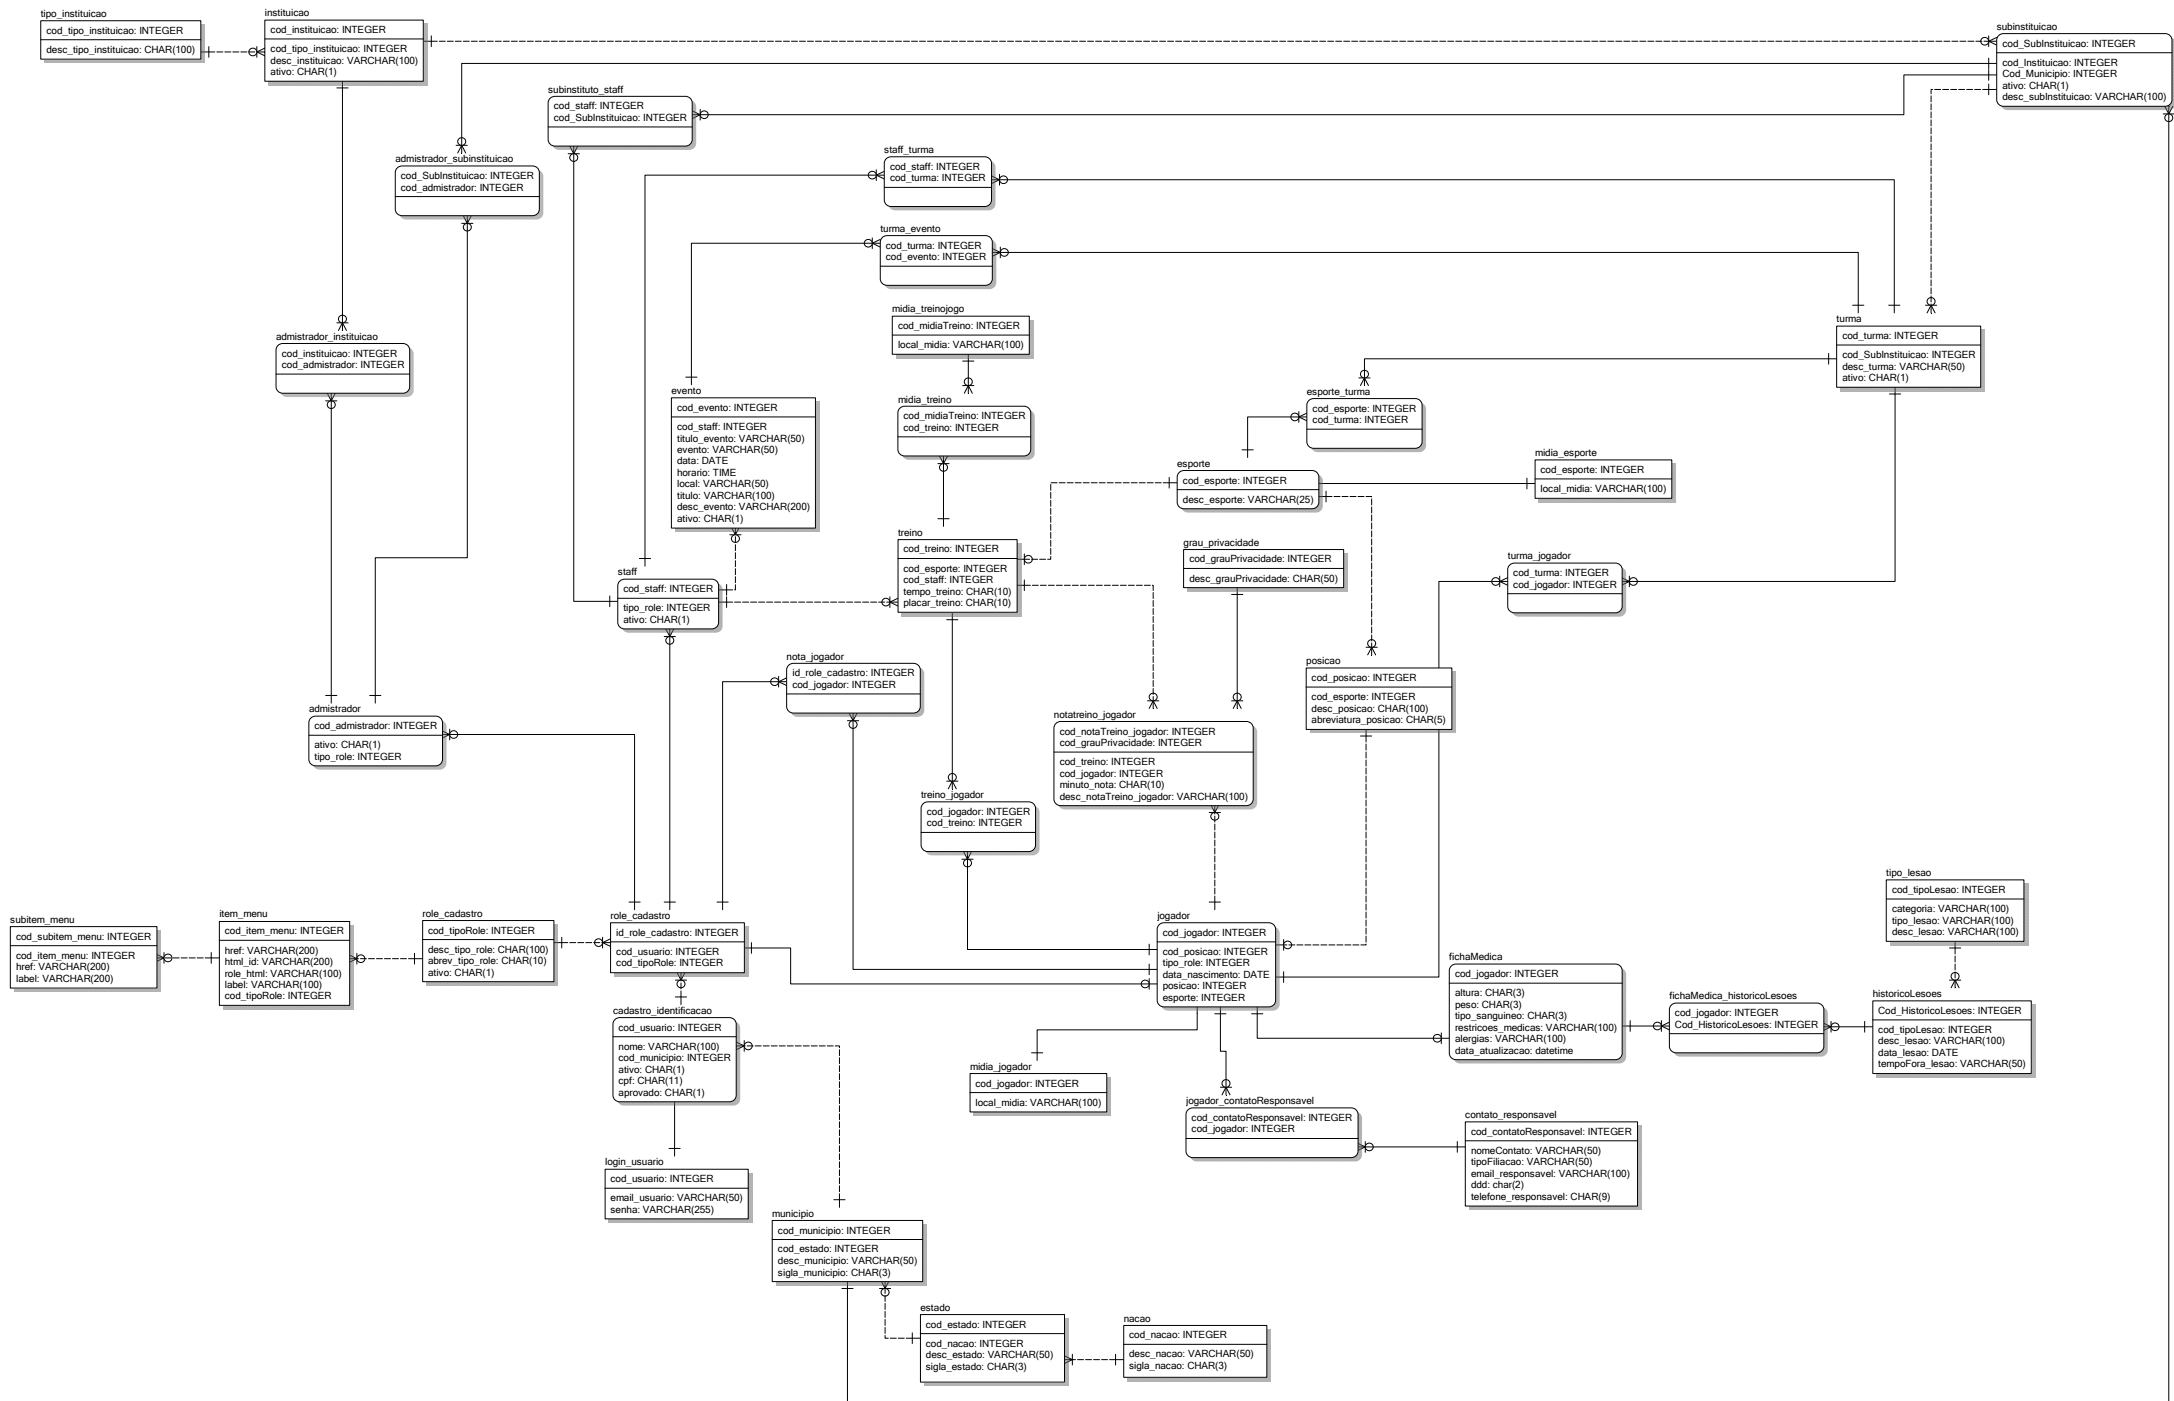 tipo_instituicao
cod_tipo_instituicao: INTEGER
desc_tipo_instituicao: CHAR(100)
instituicao
cod_instituicao: INTEGER
cod_tipo_instituicao: INTEGER
desc_instituicao: VARCHAR(100)
ativo: CHAR(1)
subinstituicao
cod_SubInstituicao: INTEGER
cod_Instituicao: INTEGER
Cod_Municipio: INTEGER
ativo: CHAR(1)
desc_subInstituicao: VARCHAR(100)
subinstituto_staff
cod_staff: INTEGER
cod_SubInstituicao: INTEGER
admistrador_subinstituicao
cod_SubInstituicao: INTEGER
cod_admistrador: INTEGER
staff_turma
cod_staff: INTEGER
cod_turma: INTEGER
turma_evento
cod_turma: INTEGER
cod_evento: INTEGER
midia_treinojogo
cod_midiaTreino: INTEGER
local_midia: VARCHAR(100)
turma
cod_turma: INTEGER
cod_SubInstituicao: INTEGER
desc_turma: VARCHAR(50)
ativo: CHAR(1)
admistrador_instituicao
cod_instituicao: INTEGER
cod_admistrador: INTEGER
evento
cod_evento: INTEGER
cod_staff: INTEGER
titulo_evento: VARCHAR(50)
evento: VARCHAR(50)
data: DATE
horario: TIME
local: VARCHAR(50)
titulo: VARCHAR(100)
desc_evento: VARCHAR(200)
ativo: CHAR(1)
midia_treino
cod_midiaTreino: INTEGER
cod_treino: INTEGER
esporte_turma
cod_esporte: INTEGER
cod_turma: INTEGER
esporte
cod_esporte: INTEGER
desc_esporte: VARCHAR(25)
midia_esporte
cod_esporte: INTEGER
local_midia: VARCHAR(100)
treino
cod_treino: INTEGER
cod_esporte: INTEGER
cod_staff: INTEGER
tempo_treino: CHAR(10)
placar_treino: CHAR(10)
grau_privacidade
cod_grauPrivacidade: INTEGER
desc_grauPrivacidade: CHAR(50)
turma_jogador
cod_turma: INTEGER
cod_jogador: INTEGER
staff
cod_staff: INTEGER
tipo_role: INTEGER
ativo: CHAR(1)
nota_jogador
id_role_cadastro: INTEGER
cod_jogador: INTEGER
posicao
cod_posicao: INTEGER
cod_esporte: INTEGER
desc_posicao: CHAR(100)
abreviatura_posicao: CHAR(5)
admistrador
cod_admistrador: INTEGER
ativo: CHAR(1)
tipo_role: INTEGER
notatreino_jogador
cod_notaTreino_jogador: INTEGER
cod_grauPrivacidade: INTEGER
cod_treino: INTEGER
cod_jogador: INTEGER
minuto_nota: CHAR(10)
desc_notaTreino_jogador: VARCHAR(100)
treino_jogador
cod_jogador: INTEGER
cod_treino: INTEGER
tipo_lesao
cod_tipoLesao: INTEGER
categoria: VARCHAR(100)
tipo_lesao: VARCHAR(100)
desc_lesao: VARCHAR(100)
subitem_menu
cod_subitem_menu: INTEGER
cod_item_menu: INTEGER
href: VARCHAR(200)
label: VARCHAR(200)
item_menu
cod_item_menu: INTEGER
href: VARCHAR(200)
html_id: VARCHAR(200)
role_html: VARCHAR(100)
label: VARCHAR(100)
cod_tipoRole: INTEGER
role_cadastro
cod_tipoRole: INTEGER
desc_tipo_role: CHAR(100)
abrev_tipo_role: CHAR(10)
ativo: CHAR(1)
role_cadastro
id_role_cadastro: INTEGER
cod_usuario: INTEGER
cod_tipoRole: INTEGER
jogador
cod_jogador: INTEGER
cod_posicao: INTEGER
tipo_role: INTEGER
data_nascimento: DATE
posicao: INTEGER
esporte: INTEGER
fichaMedica
cod_jogador: INTEGER
altura: CHAR(3)
peso: CHAR(3)
tipo_sanguineo: CHAR(3)
restricoes_medicas: VARCHAR(100)
alergias: VARCHAR(100)
data_atualizacao: datetime
fichaMedica_historicoLesoes
cod_jogador: INTEGER
Cod_HistoricoLesoes: INTEGER
historicoLesoes
Cod_HistoricoLesoes: INTEGER
cod_tipoLesao: INTEGER
desc_lesao: VARCHAR(100)
data_lesao: DATE
tempoFora_lesao: VARCHAR(50)
cadastro_identificacao
cod_usuario: INTEGER
nome: VARCHAR(100)
cod_municipio: INTEGER
ativo: CHAR(1)
cpf: CHAR(11)
aprovado: CHAR(1)
midia_jogador
cod_jogador: INTEGER
local_midia: VARCHAR(100)
jogador_contatoResponsavel
cod_contatoResponsavel: INTEGER
cod_jogador: INTEGER
contato_responsavel
cod_contatoResponsavel: INTEGER
nomeContato: VARCHAR(50)
tipoFiliacao: VARCHAR(50)
email_responsavel: VARCHAR(100)
ddd: char(2)
telefone_responsavel: CHAR(9)
login_usuario
cod_usuario: INTEGER
email_usuario: VARCHAR(50)
senha: VARCHAR(255)
municipio
cod_municipio: INTEGER
cod_estado: INTEGER
desc_municipio: VARCHAR(50)
sigla_municipio: CHAR(3)
estado
cod_estado: INTEGER
cod_nacao: INTEGER
desc_estado: VARCHAR(50)
sigla_estado: CHAR(3)
nacao
cod_nacao: INTEGER
desc_nacao: VARCHAR(50)
sigla_nacao: CHAR(3)